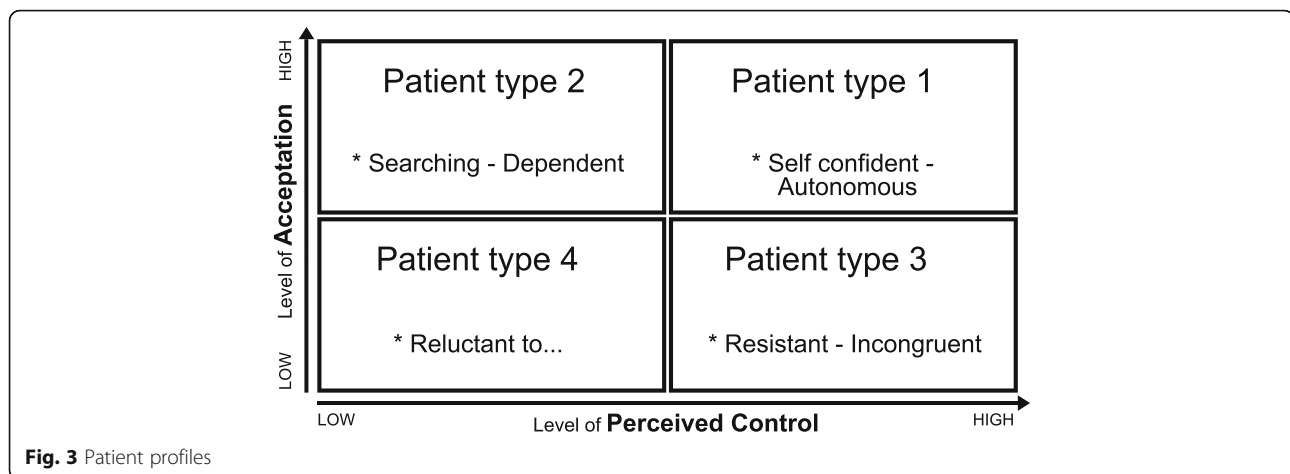 HIGH
Level of Acceptation
LOW
Patient type 2
* Searching - Dependent
Patient type 1
* Self confident -
Autonomous
Patient type 4
* Reluctant to...
Patient type 3
* Resistant - Incongruent
LOW
Level of Perceived Control
HIGH
Fig. 3 Patient profiles